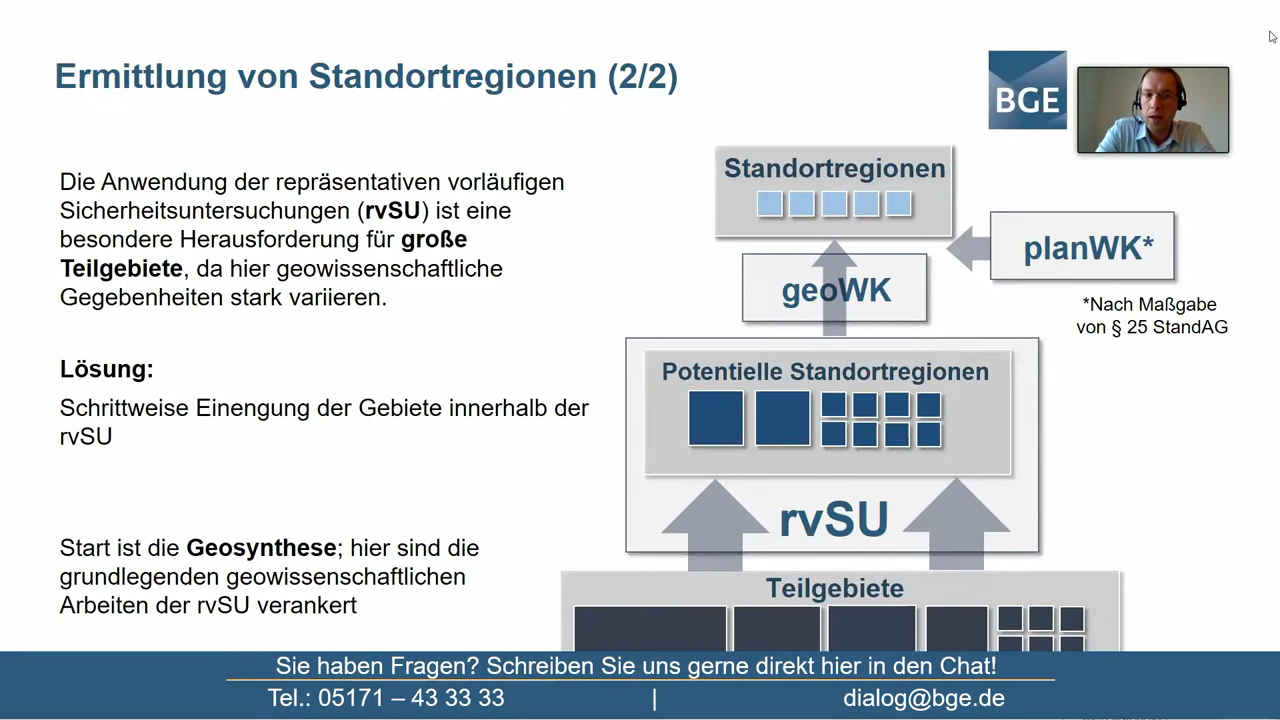 Ermittlung von Standortregionen (2/2)
BGE
Die Anwendung der repräsentativen vorläufigen
Sicherheitsuntersuchungen (rvSU) ist eine
besondere Herausforderung für große
Teilgebiete, da hier geowissenschaftliche
Gegebenheiten stark variieren.
Lösung:
Schrittweise Einengung der Gebiete innerhalb der
rvSU
Start ist die Geosynthese; hier sind die
grundlegenden geowissenschaftlichen
Arbeiten der rvSU verankert
Standortregionen
planWK*
geoWK
*Nach Maßgabe
von § 25 StandAG
Potentielle Standortregionen
rvSU
Teilgebiete
Sie haben Fragen? Schreiben Sie uns gerne direkt hier in den Chat!
Tel.: 05171 – 43 33 33 | dialog@bge.de